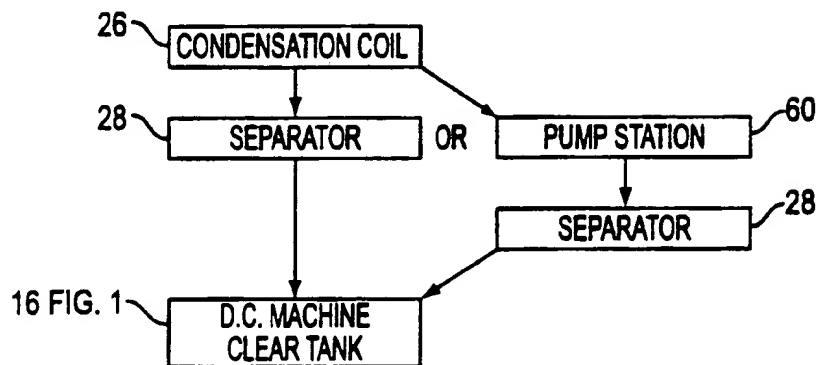 26
CONDENSATION COIL
28
SEPARATOR
OR
PUMP STATION
60
SEPARATOR
28
16 FIG. 1
D.C. MACHINE
CLEAR TANK